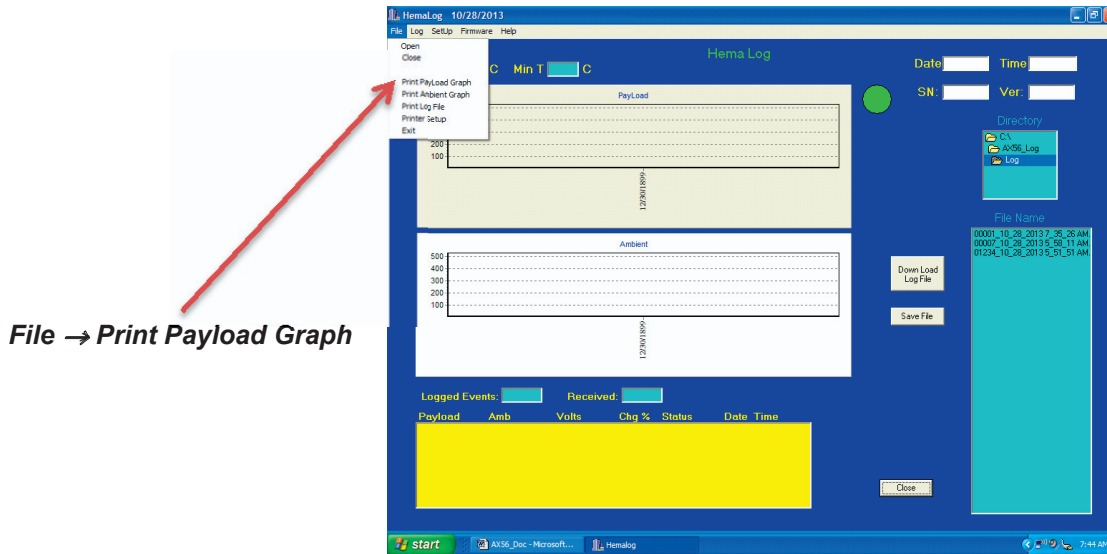 HemaLog 10/28/2013
File Log SetUp Firmware Help
Open
Close
Print PayLoad Graph
Print Ambient Graph
Print Log File
Printer Setup
Exit
Hema Log
C Min T C
Date Time
SN: Ver:
PayLoad
200
100
12/30/1899
Directory
C:\
AX56_Log
Log
File Name
00001_10_28_2013 7_35_26 AM.
00007_10_28_2013 5_58_11 AM.
01234_10_28_2013 5_51_51 AM.
Ambient
500
400
300
200
100
12/30/1899
Down Load
Log File
Save File
File → Print Payload Graph
Logged Events: Received:
Payload Amb Volts Chg % Status Date Time
Close
start AX56_Doc - Microsoft... Hemalog 7:44 AM